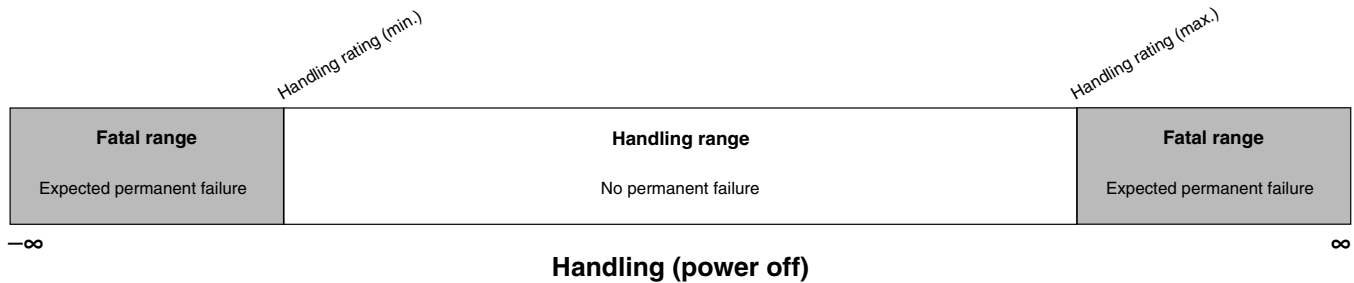 Handling rating (min.)
Handling rating (max.)
Fatal range
Expected permanent failure
Handling range
No permanent failure
Fatal range
Expected permanent failure
–∞
∞
Handling (power off)